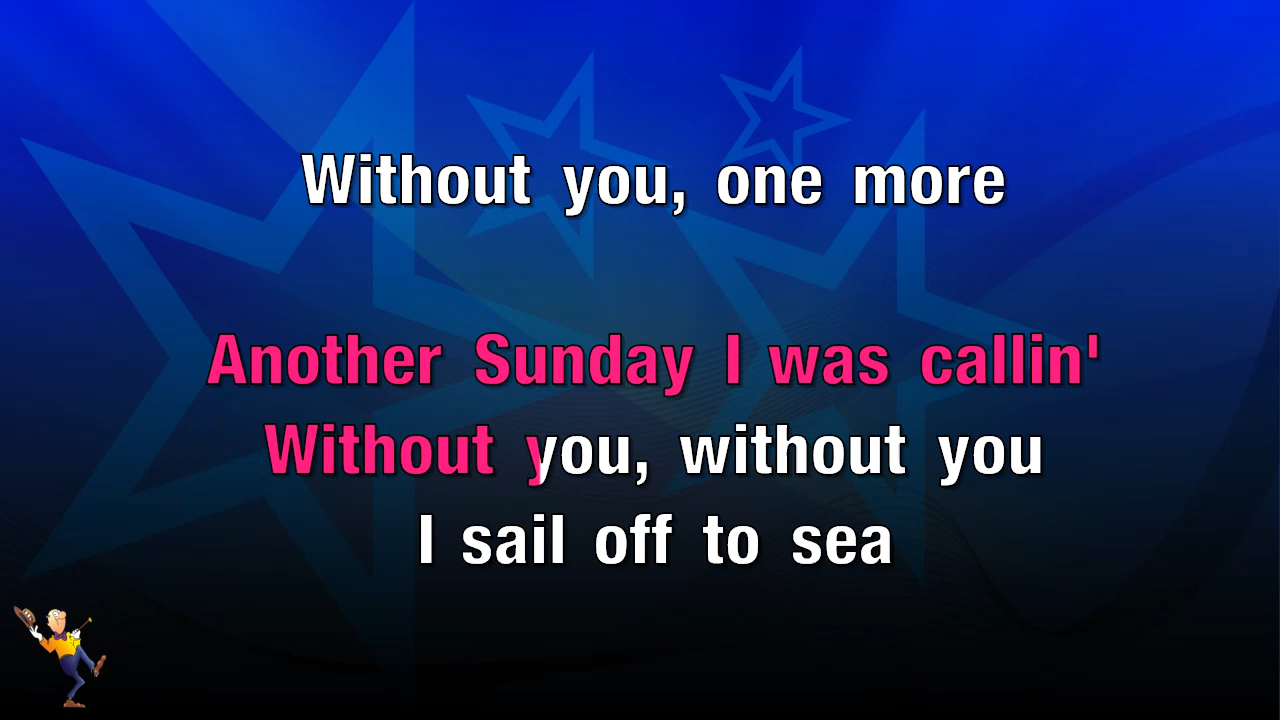 Without you, one more
Another Sunday I was callin'
Without you, without you
I sail off to sea